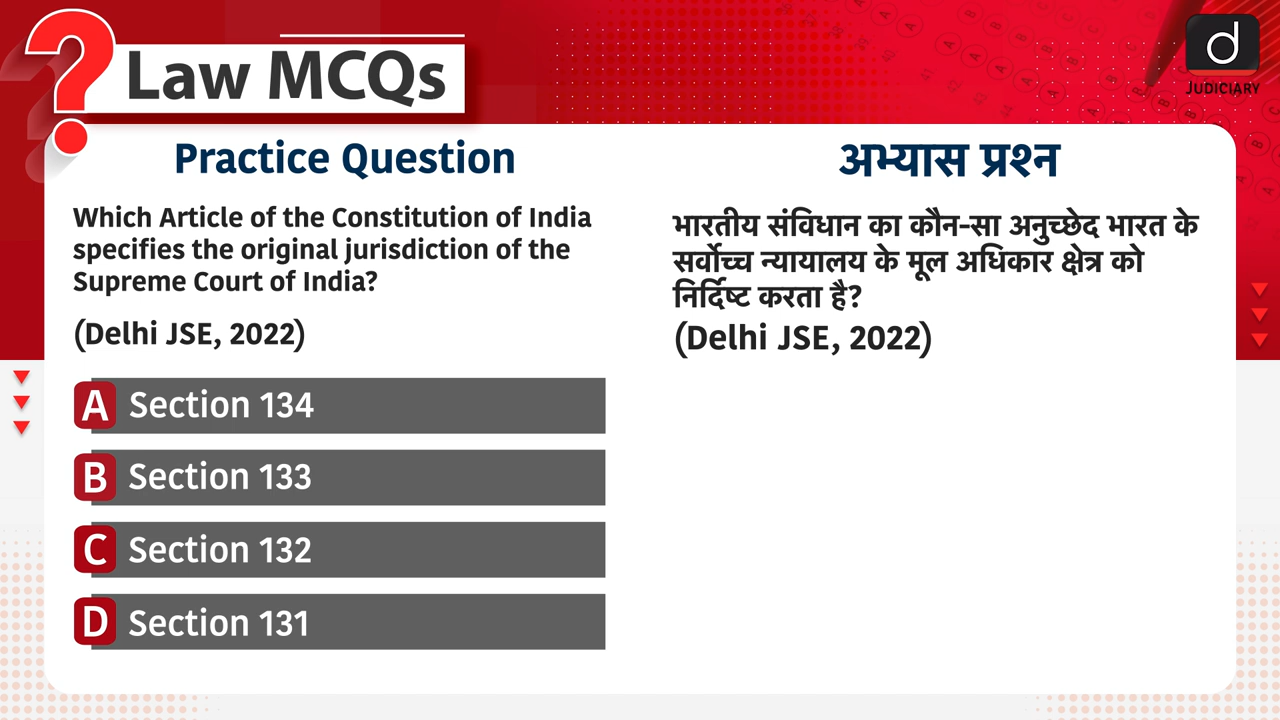 ?
Law MCQs
d
JUDICIARY
Practice Question
Which Article of the Constitution of India
specifies the original jurisdiction of the
Supreme Court of India?
(Delhi JSE, 2022)
A Section 134
B Section 133
C Section 132
D Section 131
अभ्यास प्रश्न
भारतीय संविधान का कौन-सा अनुच्छेद भारत के
सर्वोच्च न्यायालय के मूल अधिकार क्षेत्र को
निर्दिष्ट करता है?
(Delhi JSE, 2022)